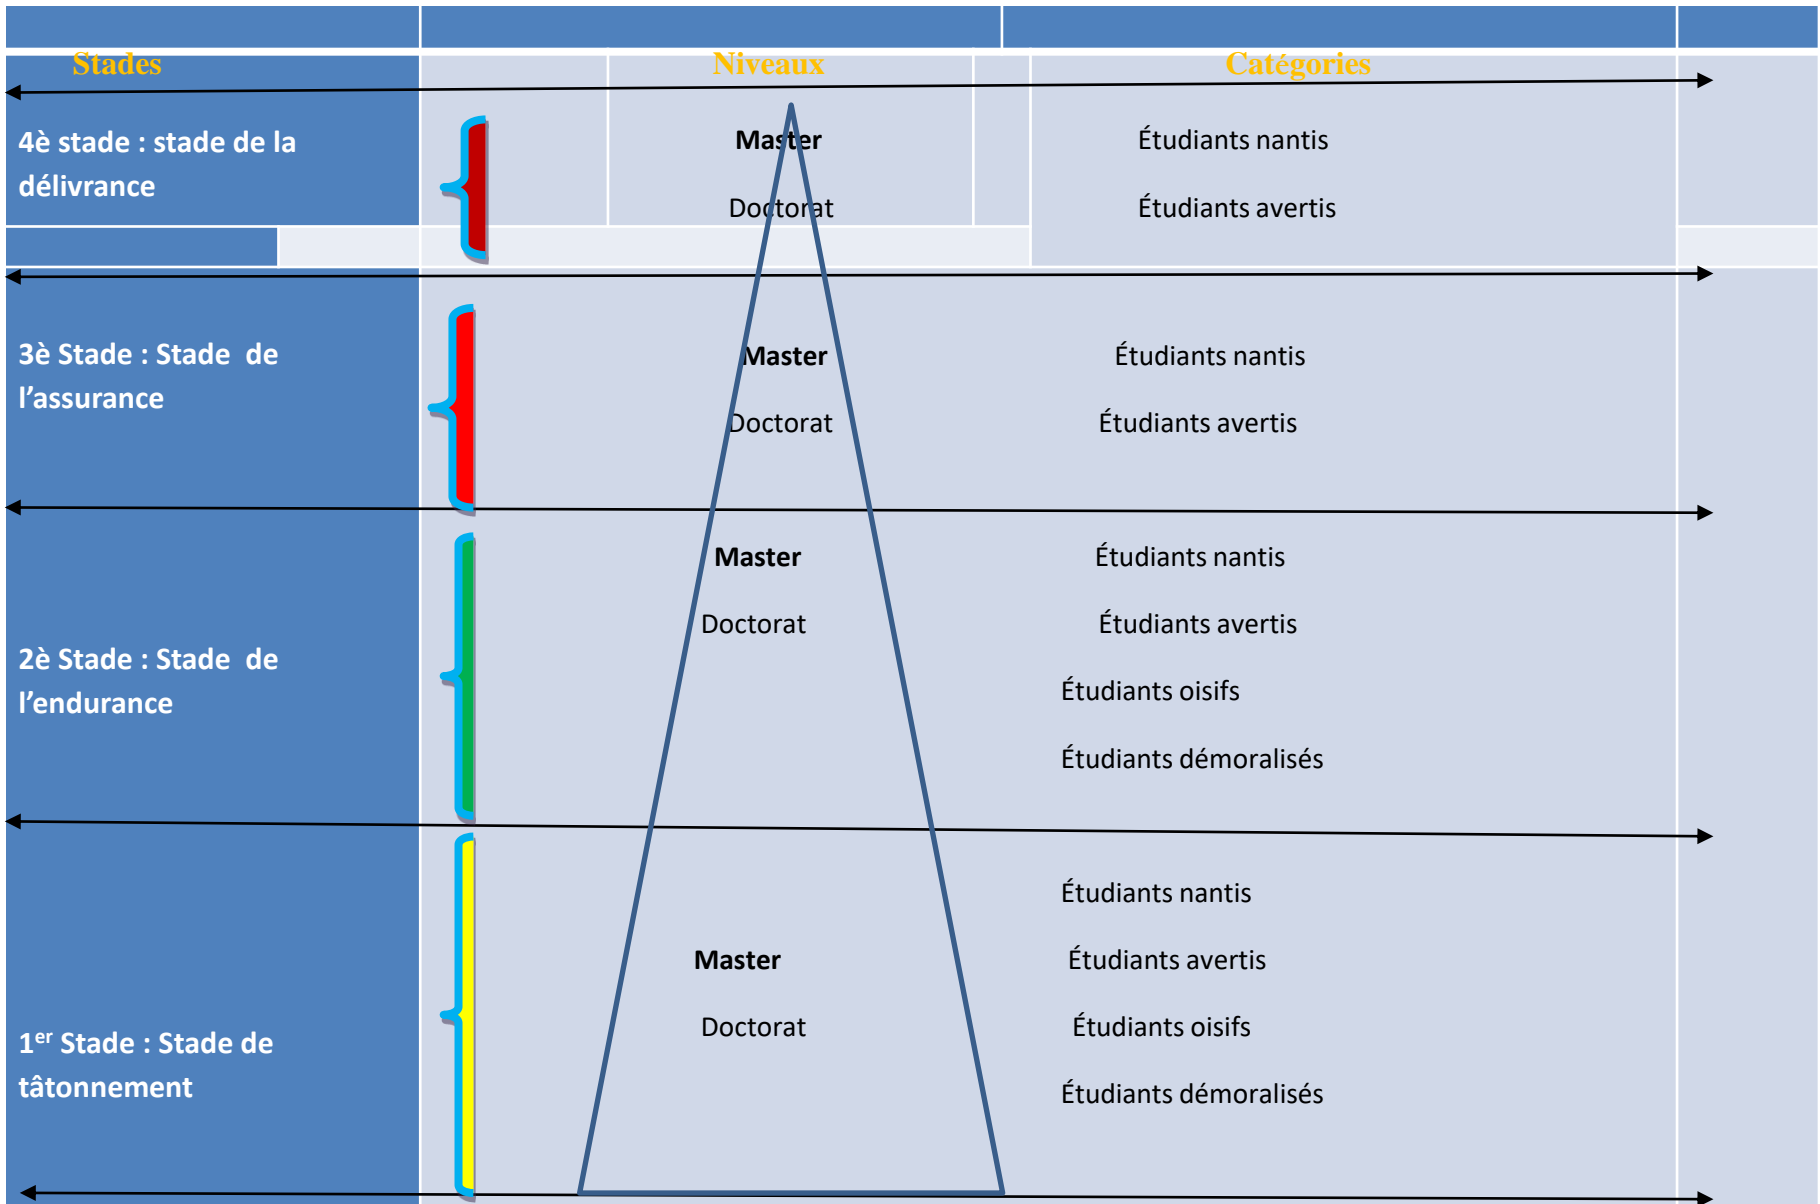 Stades Niveaux Catégories
4è stade : stade de la
délivrance
Master Étudiants nantis
Doctorat Étudiants avertis
3è Stade : Stade de
l’assurance
Master Étudiants nantis
Doctorat Étudiants avertis
2è Stade : Stade de
l’endurance
Master Étudiants nantis
Doctorat Étudiants avertis
Étudiants oisifs
Étudiants démoralisés
1er Stade : Stade de
tâtonnement
Étudiants nantis
Master Étudiants avertis
Doctorat Étudiants oisifs
Étudiants démoralisés